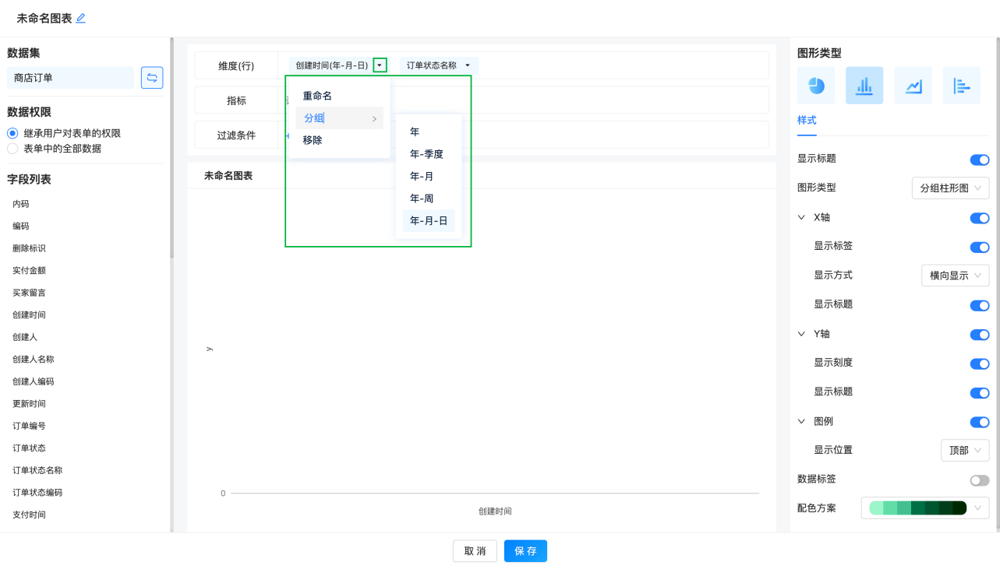 未命名图表
数据集
商店订单
数据权限
继承用户对表单的权限
表单中的全部数据
字段列表
内码
编码
删除标识
实付金额
买家留言
创建时间
创建人
创建人名称
创建人编码
更新时间
订单编号
订单状态
订单状态名称
订单状态编码
支付时间
维度(行)
创建时间(年-月-日)
订单状态名称
指标
过滤条件
重命名
分组
移除
年
年-季度
年-月
年-周
年-月-日
未命名图表
y
0
创建时间
图形类型
样式
显示标题
图形类型
分组柱形图
X轴
显示标签
显示方式
横向显示
显示标题
Y轴
显示刻度
显示标题
图例
显示位置
顶部
数据标签
配色方案
取 消
保 存